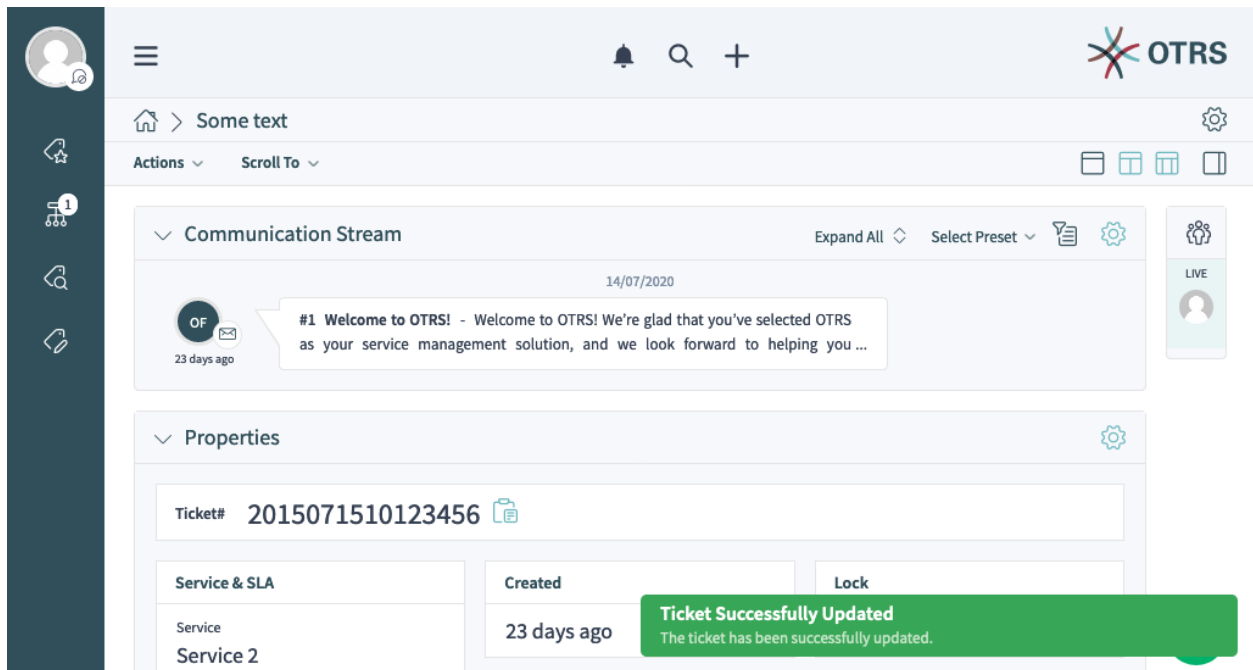 OTRS
Some text
Actions
Scroll To
1
Communication Stream
Expand All
Select Preset
14/07/2020
LIVE
OF
#1 Welcome to OTRS! - Welcome to OTRS! We're glad that you've selected OTRS
as your service management solution, and we look forward to helping you ...
23 days ago
Properties
Ticket# 2015071510123456
Service & SLA
Created
Lock
Service
Service 2
23 days ago
Ticket Successfully Updated
The ticket has been successfully updated.